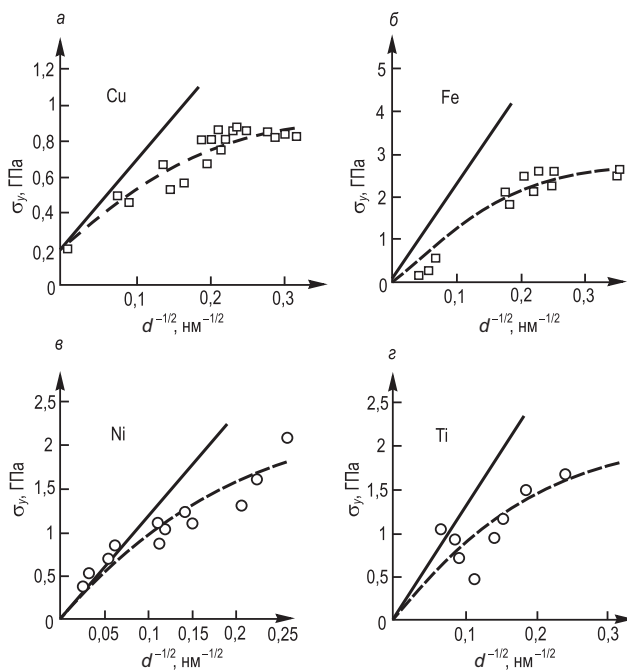 а
1,2
1
0,8
0,6
0,4
0,2
0
σy, ГПа
Cu
0,1
0,2
0,3
d –1/2, нм–1/2
б
5
4
3
2
1
0
σy, ГПа
Fe
0,1
0,2
0,3
d –1/2, нм–1/2
в
2,5
2
1,5
1
0,5
0
σy, ГПа
Ni
0,05
0,1
0,15
0,2
0,25
d –1/2, нм–1/2
г
2,5
2
1,5
1
0,5
0
σy, ГПа
Ti
0,1
0,2
0,3
d –1/2, нм–1/2